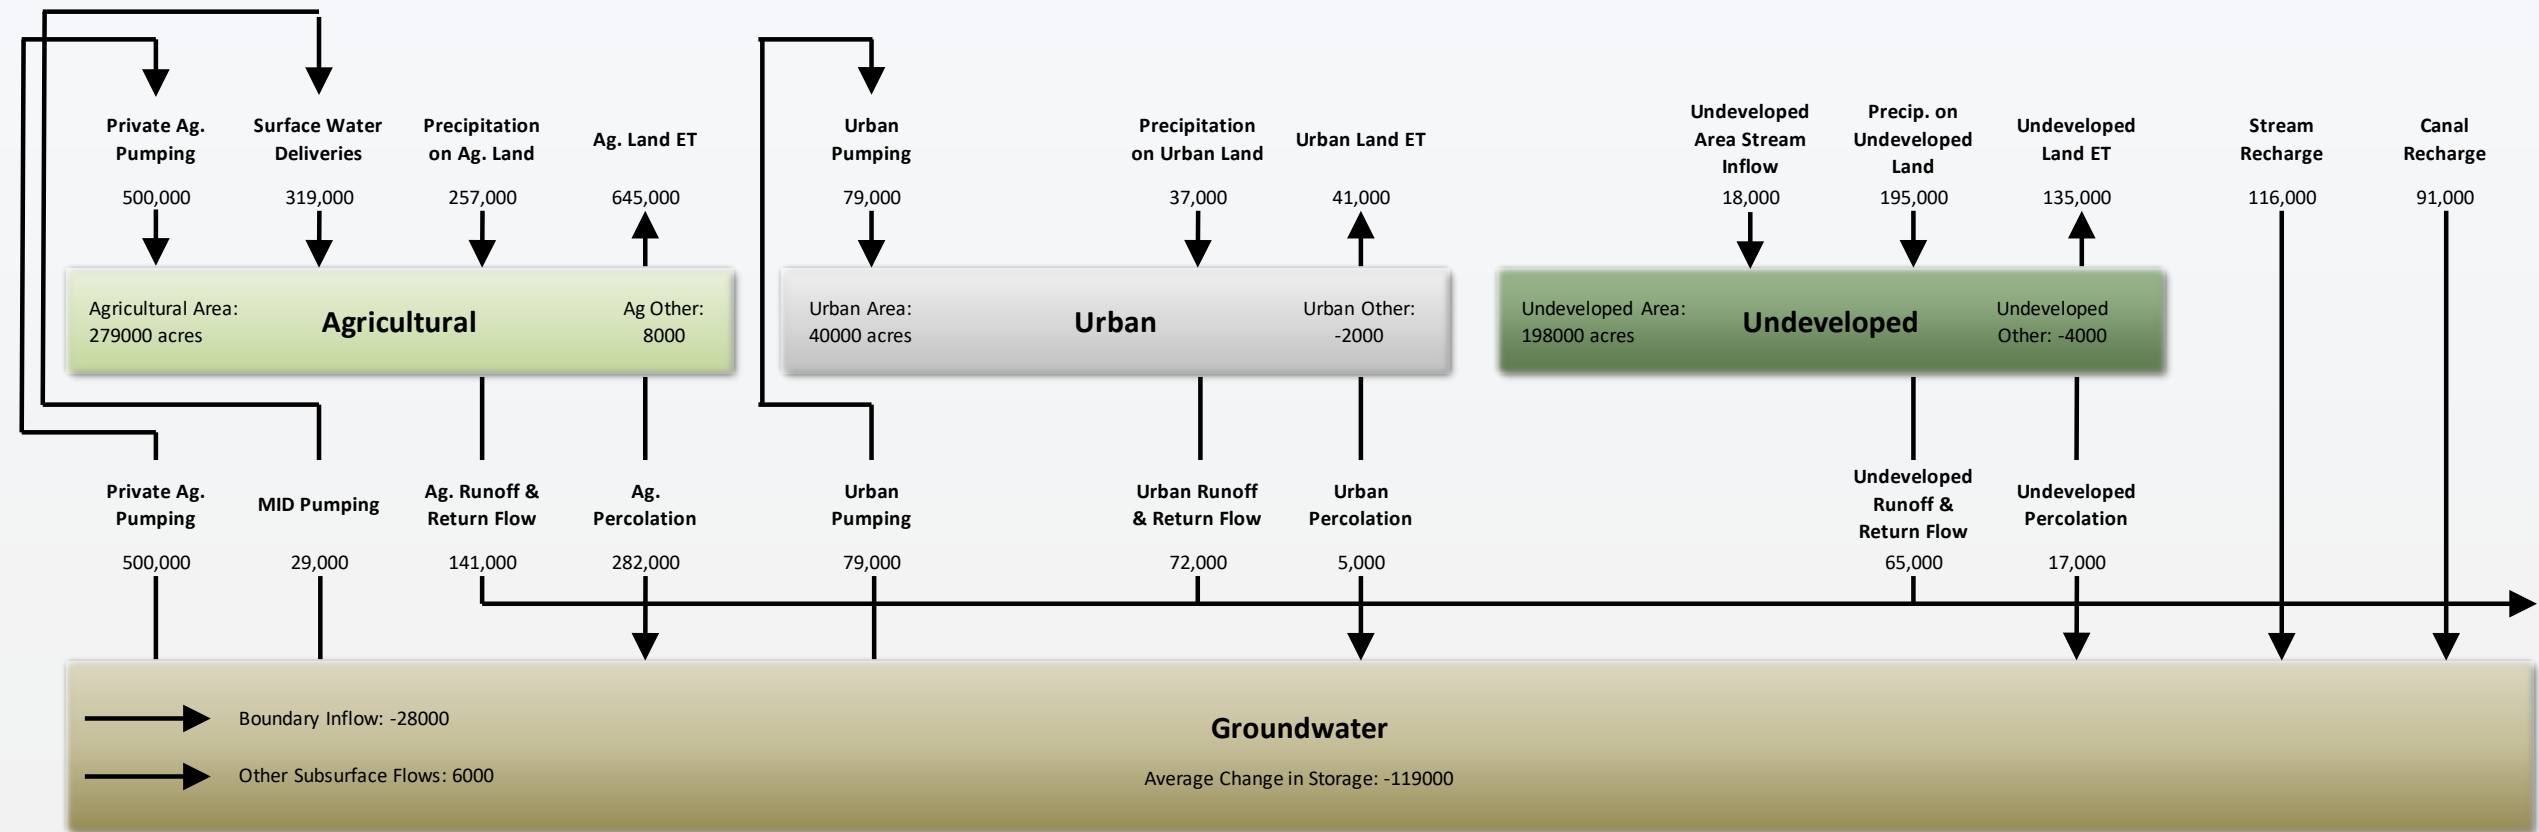 Private Ag.
Pumping
500,000
Surface Water
Deliveries
319,000
Precipitation
on Ag. Land
257,000
Ag. Land ET
645,000
Urban
Pumping
79,000
Precipitation
on Urban Land
37,000
Urban Land ET
41,000
Undeveloped
Area Stream
Inflow
18,000
Precip. on
Undeveloped
Land
195,000
Undeveloped
Land ET
135,000
Stream
Recharge
116,000
Canal
Recharge
91,000
Agricultural Area:
279000 acres
Agricultural
Ag Other:
8000
Urban Area:
40000 acres
Urban
Urban Other:
-2000
Undeveloped Area:
198000 acres
Undeveloped
Undeveloped
Other: -4000
Private Ag.
Pumping
500,000
MID Pumping
29,000
Ag. Runoff &
Return Flow
141,000
Ag.
Percolation
282,000
Urban
Pumping
79,000
Urban Runoff
& Return Flow
72,000
Urban
Percolation
5,000
Undeveloped
Runoff &
Return Flow
65,000
Undeveloped
Percolation
17,000
Boundary Inflow: -28000
Other Subsurface Flows: 6000
Groundwater
Average Change in Storage: -119000